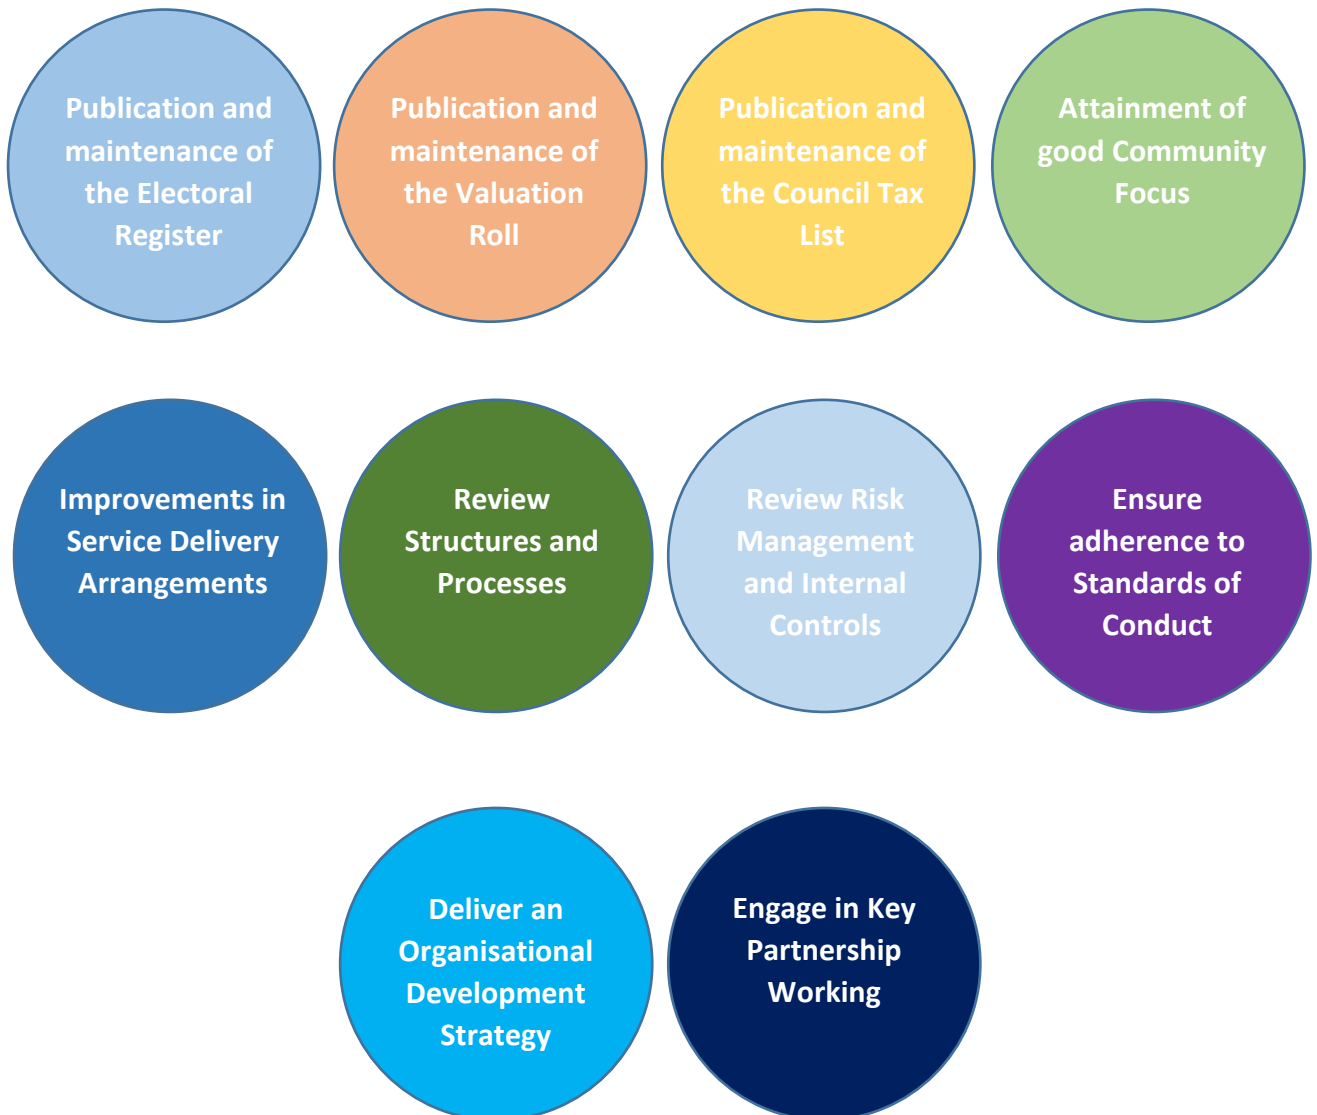 Publication and
maintenance of
the Electoral
Register
Publication and
maintenance of
the Valuation
Roll
Publication and
maintenance of
the Council Tax
List
Attainment of
good Community
Focus
Improvements in
Service Delivery
Arrangements
Review
Structures and
Processes
Review Risk
Management
and Internal
Controls
Ensure
adherence to
Standards of
Conduct
Deliver an
Organisational
Development
Strategy
Engage in Key
Partnership
Working